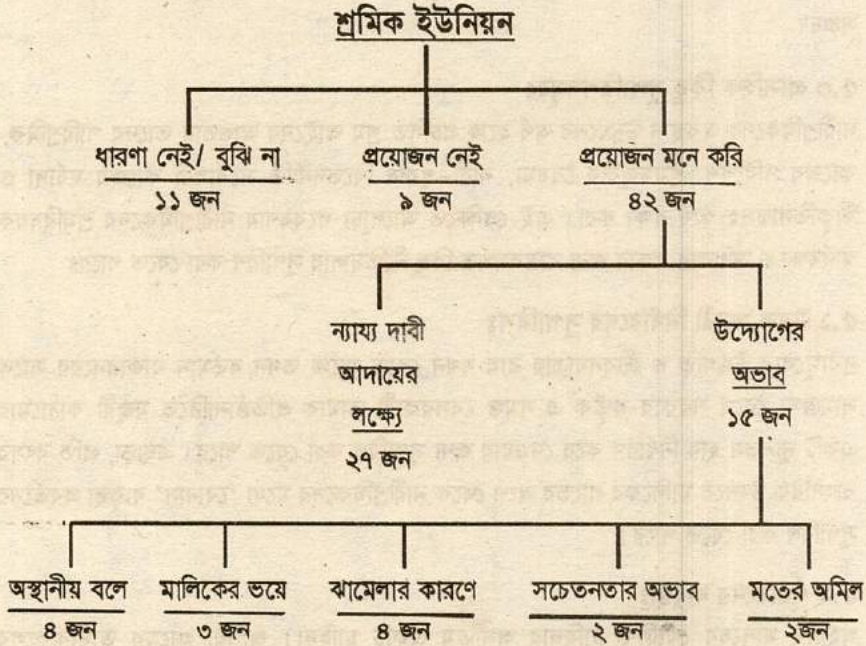 শ্রমিক ইউনিয়ন
ধারণা নেই/ বুঝি না
১১ জন
প্রয়োজন নেই
৯ জন
প্রয়োজন মনে করি
৪২ জন
ন্যায্য দাবী
আদায়ের
লক্ষ্যে
২৭ জন
উদ্যোগের
অভাব
১৫ জন
অস্থানীয় বলে
৪ জন
মালিকের ভয়ে
৩ জন
ঝামেলার কারণে
৪ জন
সচেতনতার অভাব
২ জন
মতের অমিল
২জন